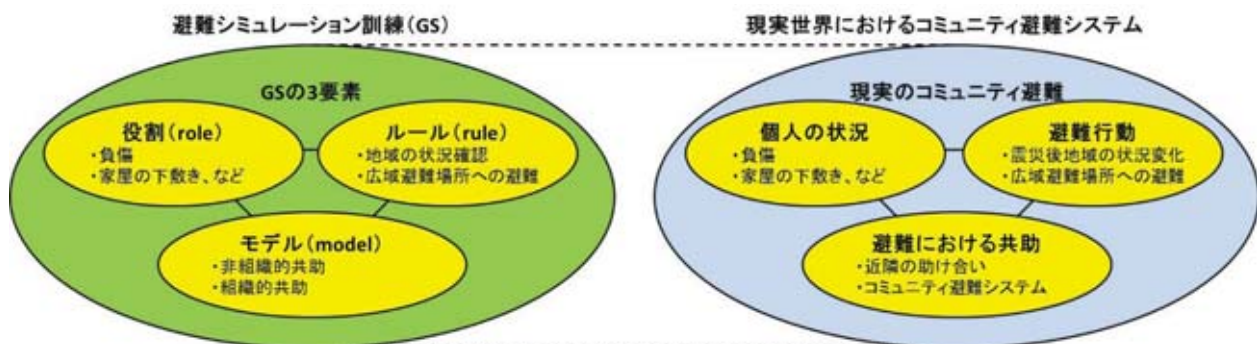 避難シミュレーション訓練(GS)
GSの3要素
役割(role)
・負傷
・家屋の下敷き、など
ルール(rule)
・地域の状況確認
・広域避難場所への避難
モデル(model)
・非組織的共助
・組織的共助
現実世界におけるコミュニティ避難システム
現実のコミュニティ避難
個人の状況
・負傷
・家屋の下敷き、など
避難行動
・震災後地域の状況変化
・広域避難場所への避難
避難における共助
・近隣の助け合い
・コミュニティ避難システム